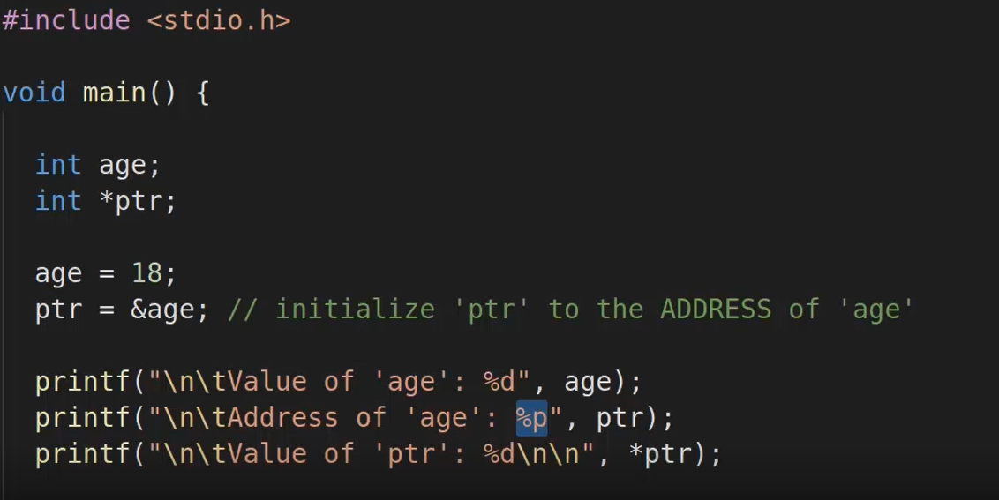 #include <stdio.h>
void main() {
int age;
int *ptr;
age = 18;
ptr = &age; // initialize 'ptr' to the ADDRESS of 'age'
printf("\n\tValue of 'age': %d", age);
printf("\n\tAddress of 'age': %p", ptr);
printf("\n\tValue of 'ptr': %d\n\n", *ptr);